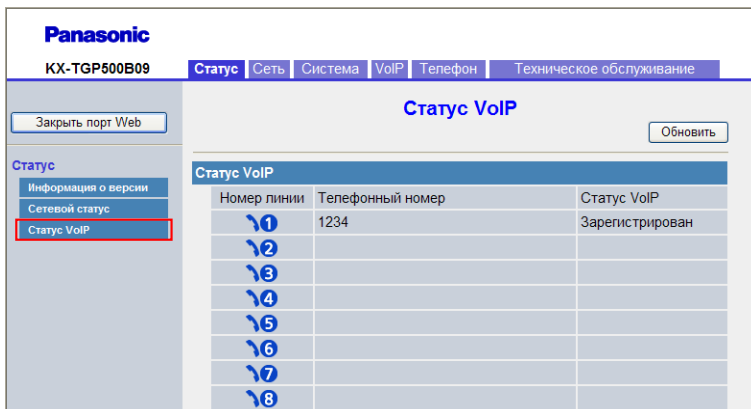 Panasonic
KX-TGP500B09
Статус Сеть Система VoIP Телефон Техническое обслуживание
Закрыть порт Web
Статус VoIP
Обновить
Статус
Информация о версии
Сетевой статус
Статус VoIP
Статус VoIP
Номер линии Телефонный номер Статус VoIP
1 1234 Зарегистрирован
2
3
4
5
6
7
8